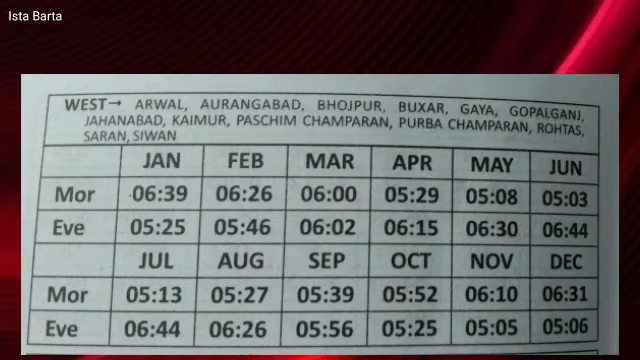 Ista Barta
WEST→ ARWAL, AURANGABAD, BHOJPUR, BUXAR, GAYA, GOPALGANJ,
JAHANABAD, KAIMUR, PASCHIM CHAMPARAN, PURBA CHAMPARAN, ROHTAS,
SARAN, SIWAN
JAN FEB MAR APR MAY JUN
Mor 06:39 06:26 06:00 05:29 05:08 05:03
Eve 05:25 05:46 06:02 06:15 06:30 06:44
JUL AUG SEP OCT NOV DEC
Mor 05:13 05:27 05:39 05:52 06:10 06:31
Eve 06:44 06:26 05:56 05:25 05:05 05:06